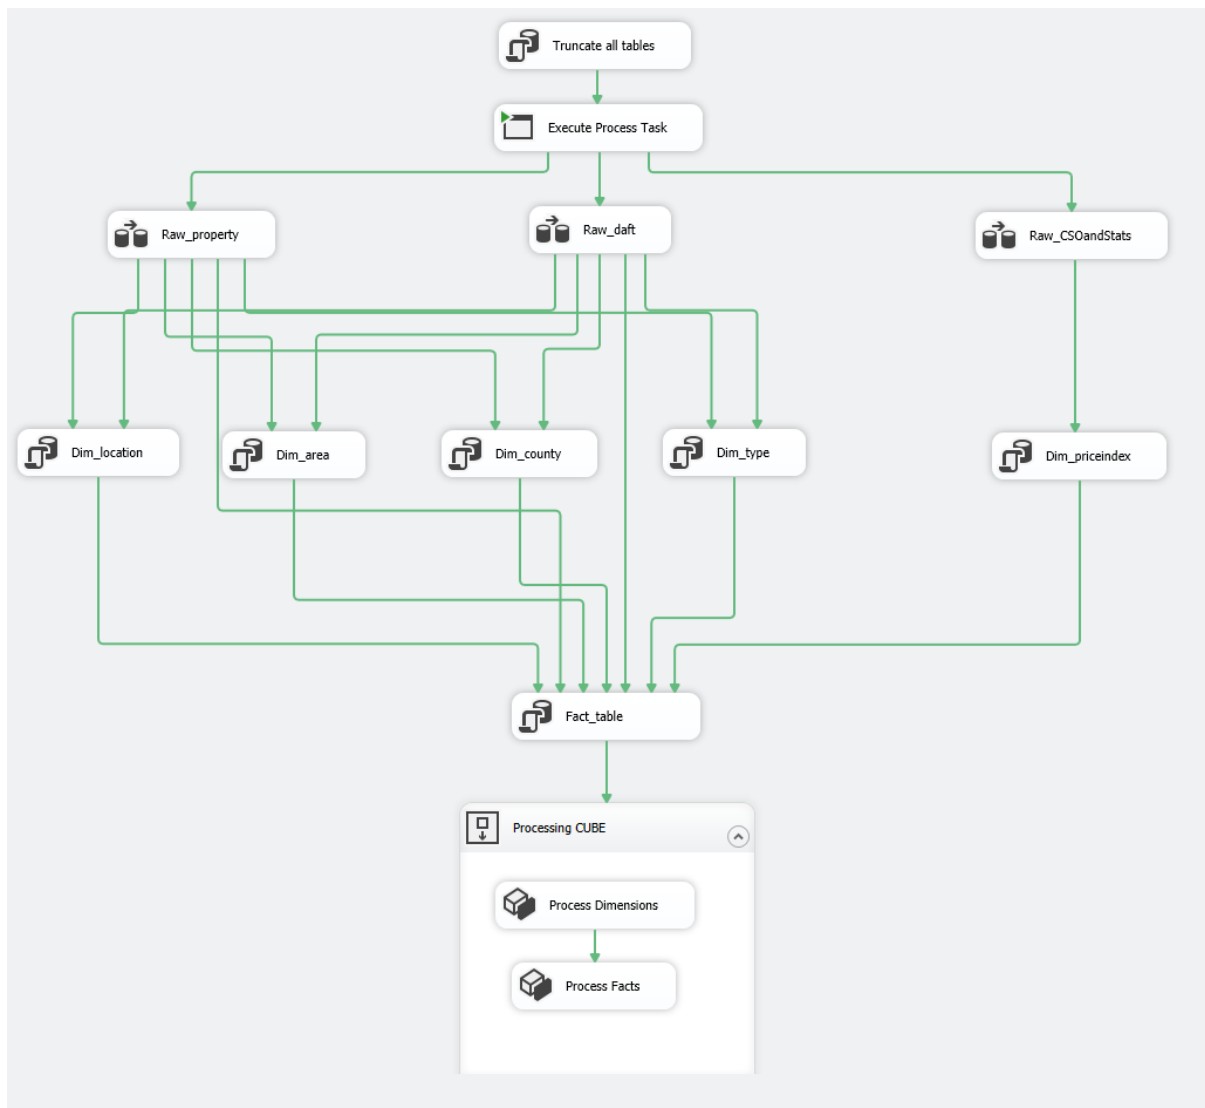 Truncate all tables
Execute Process Task
Raw_property
Raw_daft
Raw_CSOandStats
Dim_location
Dim_area
Dim_county
Dim_type
Dim_priceindex
Fact_table
Processing CUBE
Process Dimensions
Process Facts